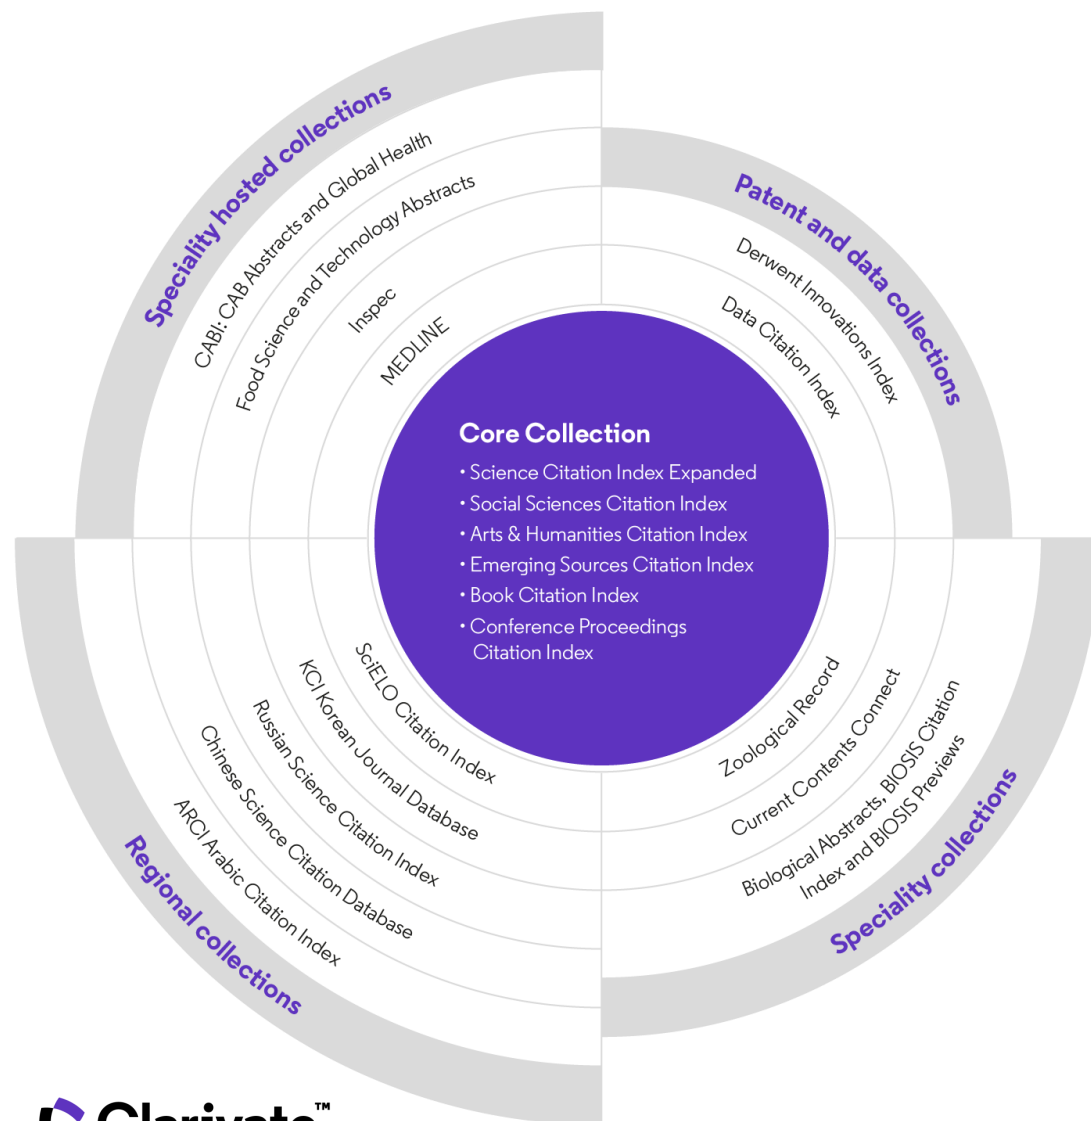 Speciality hosted collections
CABI: CAB Abstracts and Global Health
Food Science and Technology Abstracts
Inspec
MEDLINE
Patent and data collections
Derwent Innovations Index
Data Citation Index
Core Collection
• Science Citation Index Expanded
• Social Sciences Citation Index
• Arts & Humanities Citation Index
• Emerging Sources Citation Index
• Book Citation Index
• Conference Proceedings
Citation Index
SciELO Citation Index
KCI Korean Journal Database
Russian Science Citation Index
Chinese Science Citation Database
ARCI Arabic Citation Index
Regional collections
Zoological Record
Current Contents Connect
Biological Abstracts, BIOSIS Citation
Index and BIOSIS Previews
Speciality collections
Clarivate™